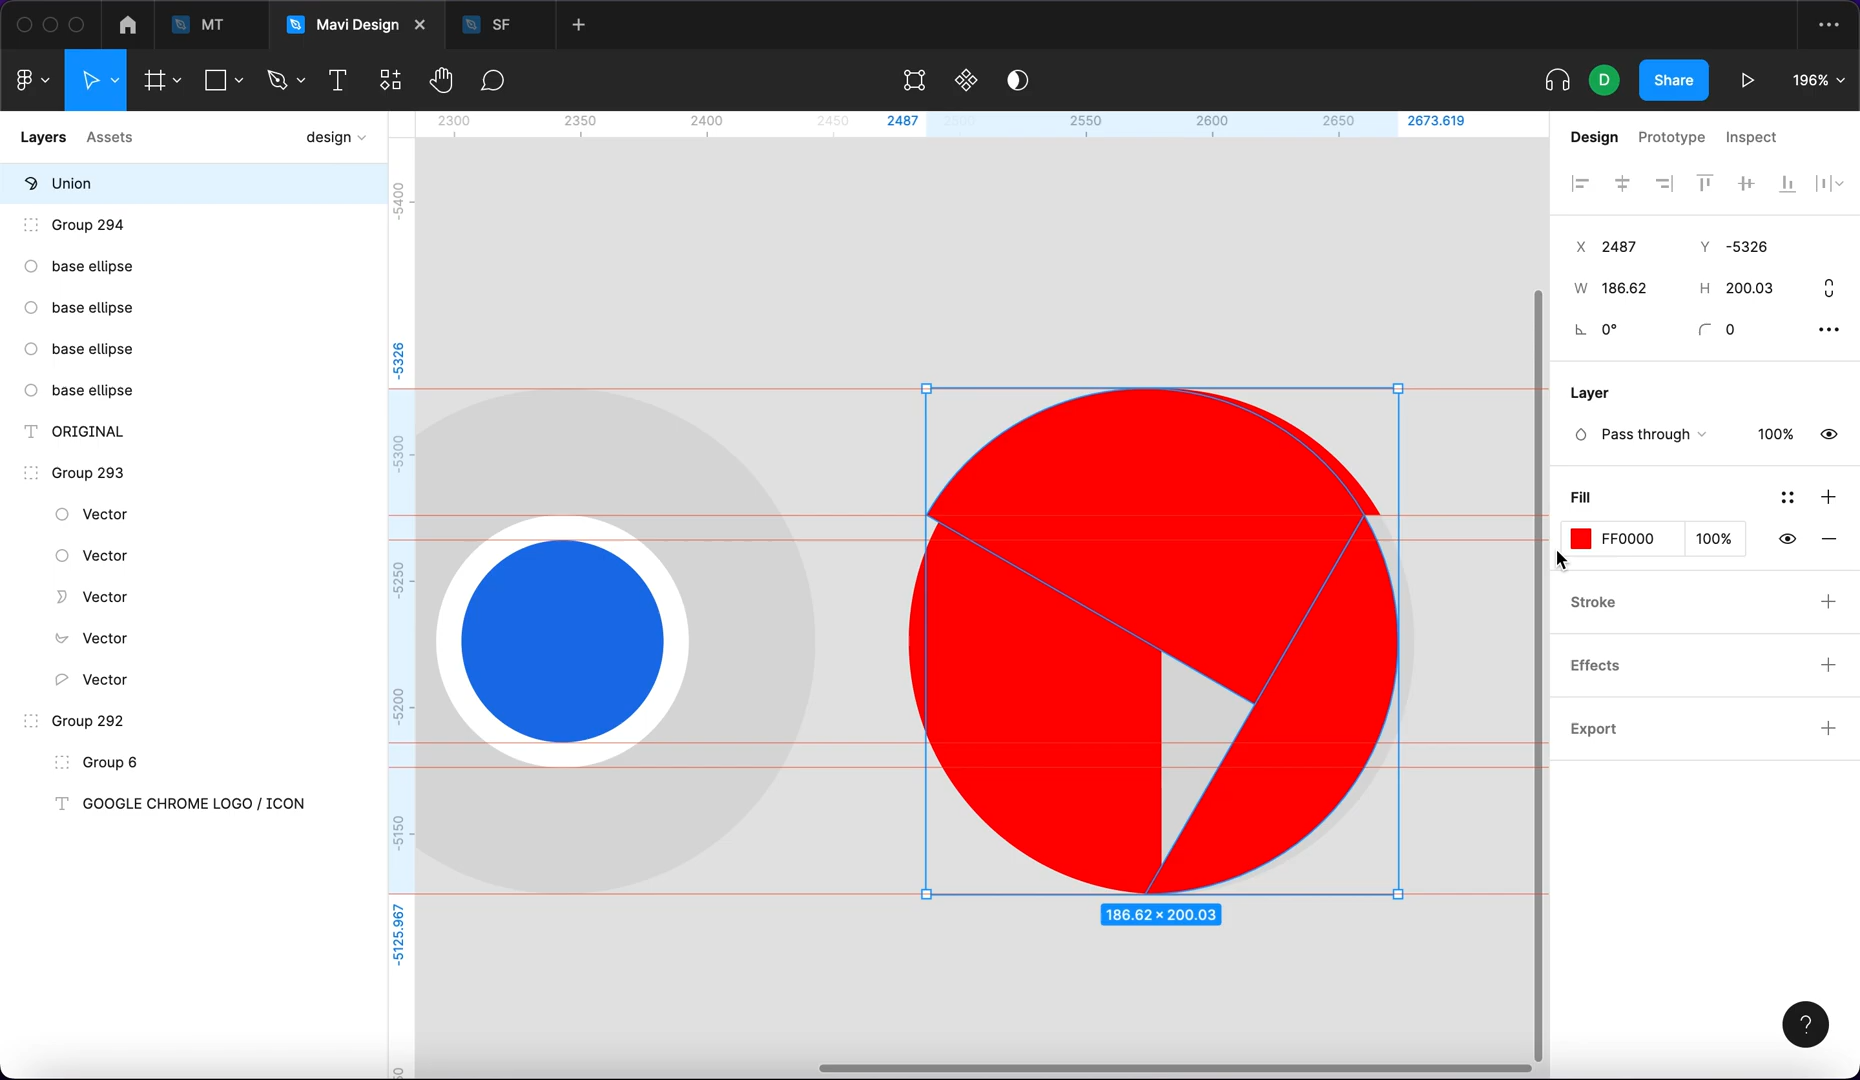 MT
Mavi Design
SF
D
Share
196%
Layers
Assets
design
Union
Group 294
base ellipse
base ellipse
base ellipse
base ellipse
ORIGINAL
Group 293
Vector
Vector
Vector
Vector
Vector
Group 292
Group 6
GOOGLE CHROME LOGO / ICON
2300
2350
2400
2450
2487
2500
2550
2600
2650
2673.619
-5400
-5326
-5300
-5250
-5200
-5150
-5125.967
186.62 × 200.03
Design
Prototype
Inspect
X 2487
Y -5326
W 186.62
H 200.03
0°
0
Layer
Pass through
100%
Fill
FF0000
100%
Stroke
Effects
Export
?